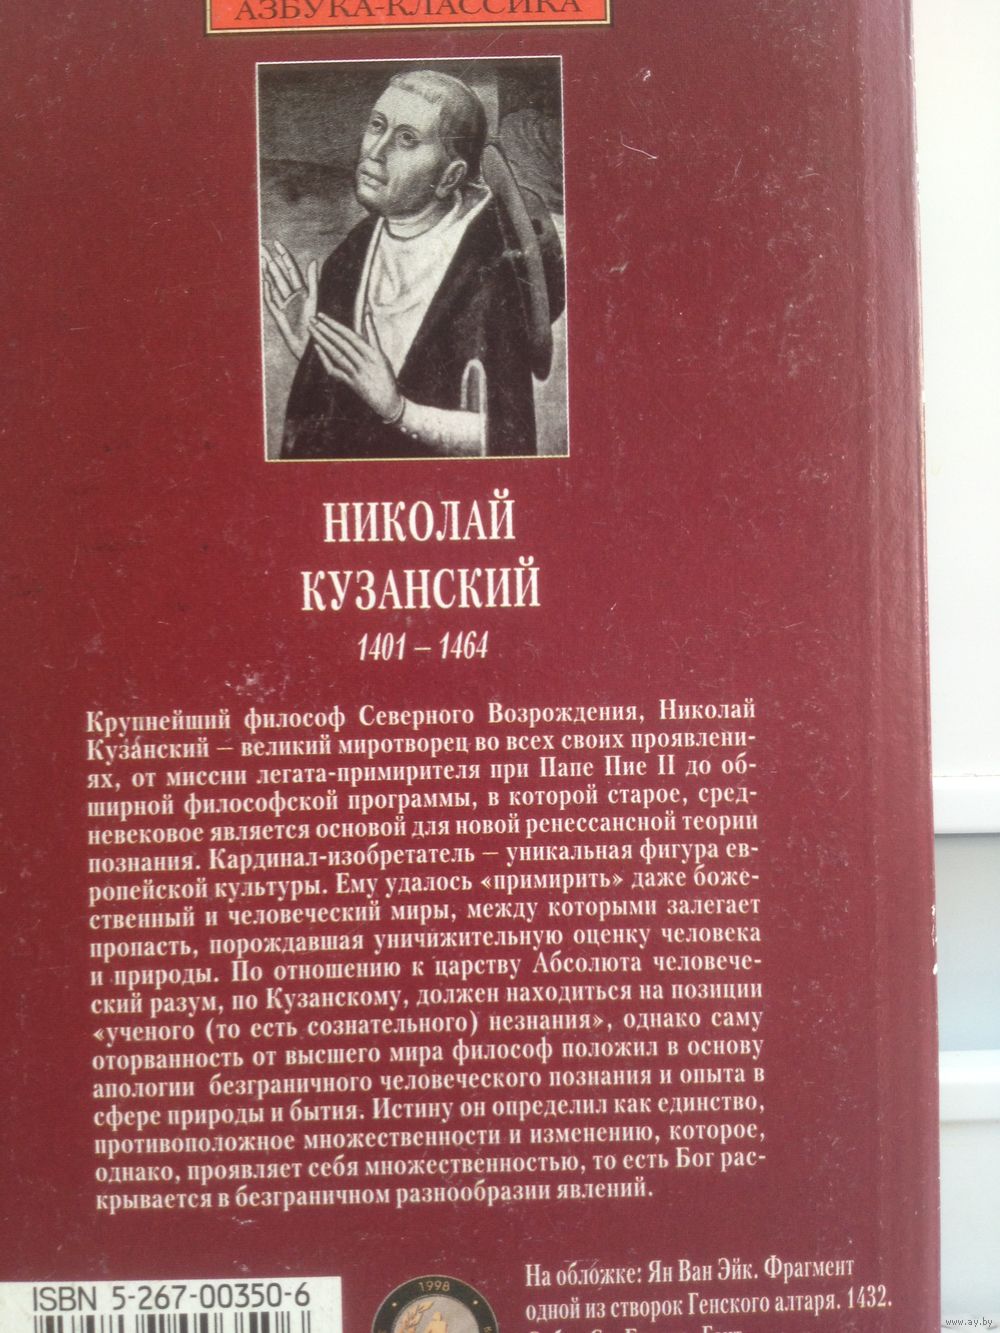 АЗБУКА-КЛАССИКА
НИКОЛАЙ
КУЗАНСКИЙ
1401 – 1464
Крупнейший философ Северного Возрождения, Николай
Кузанский – великий миротворец во всех своих проявлени-
ях, от миссии легата-примирителя при Папе Пие II до об-
ширной философской программы, в которой старое, сред-
невековое является основой для новой ренессансной теории
познания. Кардинал-изобретатель – уникальная фигура ев-
ропейской культуры. Ему удалось «примирить» даже боже-
ственный и человеческий миры, между которыми залегает
пропасть, порождавшая уничижительную оценку человека
и природы. По отношению к царству Абсолюта человече-
ский разум, по Кузанскому, должен находиться на позиции
«ученого (то есть сознательного) незнания», однако саму
оторванность от высшего мира философ положил в основу
апологии безграничного человеческого познания и опыта в
сфере природы и бытия. Истину он определил как единство,
противоположное множественности и изменению, которое,
однако, проявляет себя множественностью, то есть Бог рас-
крывается в безграничном разнообразии явлений.
ISBN 5-267-00350-6
1998
На обложке: Ян Ван Эйк. Фрагмент
одной из створок Генского алтаря. 1432.
www.ay.by